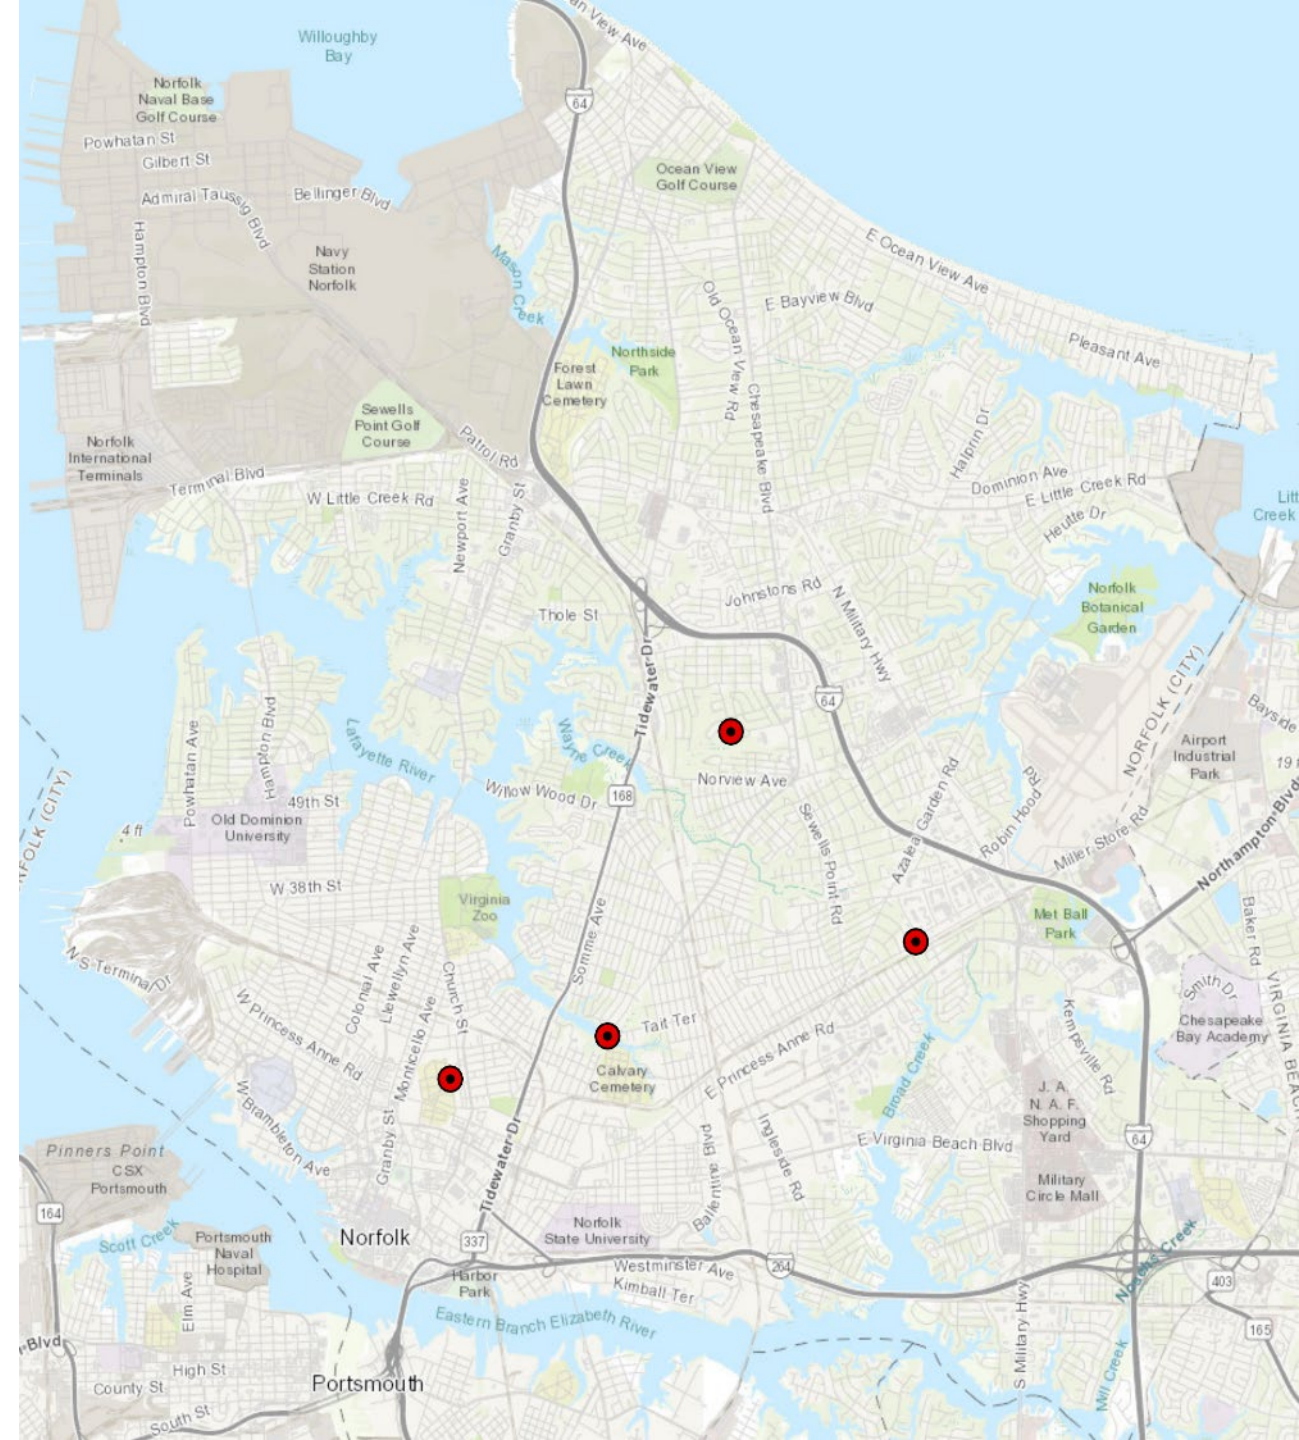 an View Ave
Willoughby
Bay
Norfolk
Naval Base
Golf Course
64
Powhatan St
Gilbert St
Ocean View
Golf Course
Admiral Taussig Blvd
Bellinger Blvd
Hampton Blvd
Navy
Station
Norfolk
Mason Creek
E Ocean View Ave
Old Ocean View Rd
E Bayview Blvd
Pleasant Ave
Northside
Park
Forest
Lawn
Cemetery
Chesapeake Blvd
Sewells
Point Golf
Course
Patrol Rd
Halprin Dr
Norfolk
International
Terminals
Terminal Blvd
W Little Creek Rd
Newport Ave
Granby St
Dominion Ave
E Little Creek Rd
Heutte Dr
Litt
Creek
Johnstons Rd
N Military Hwy
Norfolk
Botanical
Garden
Thole St
Tidewater Dr
64
NORFOLK (CITY)
Powhatan Ave
Hampton Blvd
Lafayette River
Wayne Creek
Bayside
Airport
Industrial
Park
19 f
Norview Ave
Willow Wood Dr
168
RFOLK (CITY)
49th St
Old Dominion
University
4 ft
Sewells Point Rd
Azalea Garden Rd
Robin Hood Rd
Miller Store Rd
Northampton Blvd
W 38th St
Virginia
Zoo
Met Ball
Park
Baker Rd
N S Terminal Dr
Colonial Ave
Llewellyn Ave
Church St
Somme Ave
Smith Dr
Chesapeake
Bay Academy
VIRGINIA BEACH
W Princess Anne Rd
Monticello Ave
Tait Ter
E Princess Anne Rd
Kempsville Rd
Calvary
Cemetery
Broad Creek
J. A.
N. A. F.
Shopping
Yard
W Brambleton Ave
Granby St
Tidewater Dr
Ballentine Blvd
Ingleside Rd
E Virginia Beach Blvd
64
Pinners Point
CSX
Portsmouth
Military
Circle Mall
164
Scott Creek
Portsmouth
Naval
Hospital
Norfolk
Norfolk
State University
337
Harbor
Park
Westminster Ave
264
Kimball Ter
Neachs Creek
403
Elm Ave
Eastern Branch Elizabeth River
S Military Hwy
165
Blvd
High St
County St
South St
Portsmouth
Mill Creek